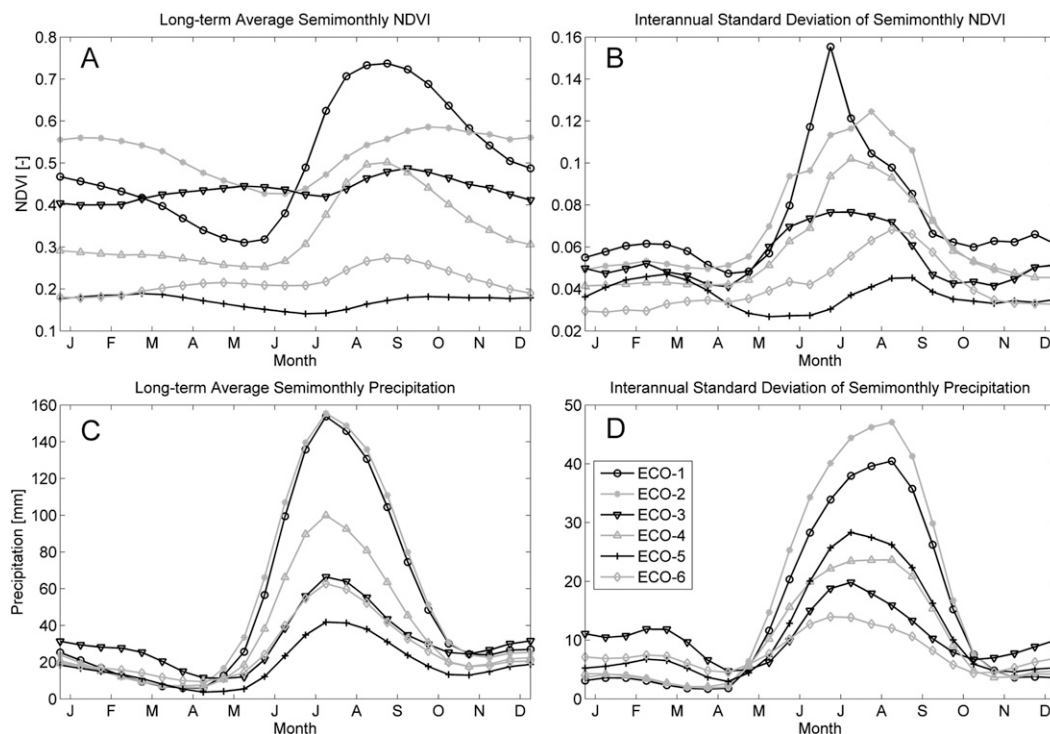 Long-term Average Semimonthly NDVI
A
NDVI [-]
0.8
0.7
0.6
0.5
0.4
0.3
0.2
0.1
J F M A M J J A S O N D
Month
Interannual Standard Deviation of Semimonthly NDVI
B
0.16
0.14
0.12
0.1
0.08
0.06
0.04
0.02
J F M A M J J A S O N D
Month
Long-term Average Semimonthly Precipitation
C
Precipitation [mm]
160
140
120
100
80
60
40
20
0
J F M A M J J A S O N D
Month
Interannual Standard Deviation of Semimonthly Precipitation
D
50
40
30
20
10
0
ECO-1
ECO-2
ECO-3
ECO-4
ECO-5
ECO-6
J F M A M J J A S O N D
Month